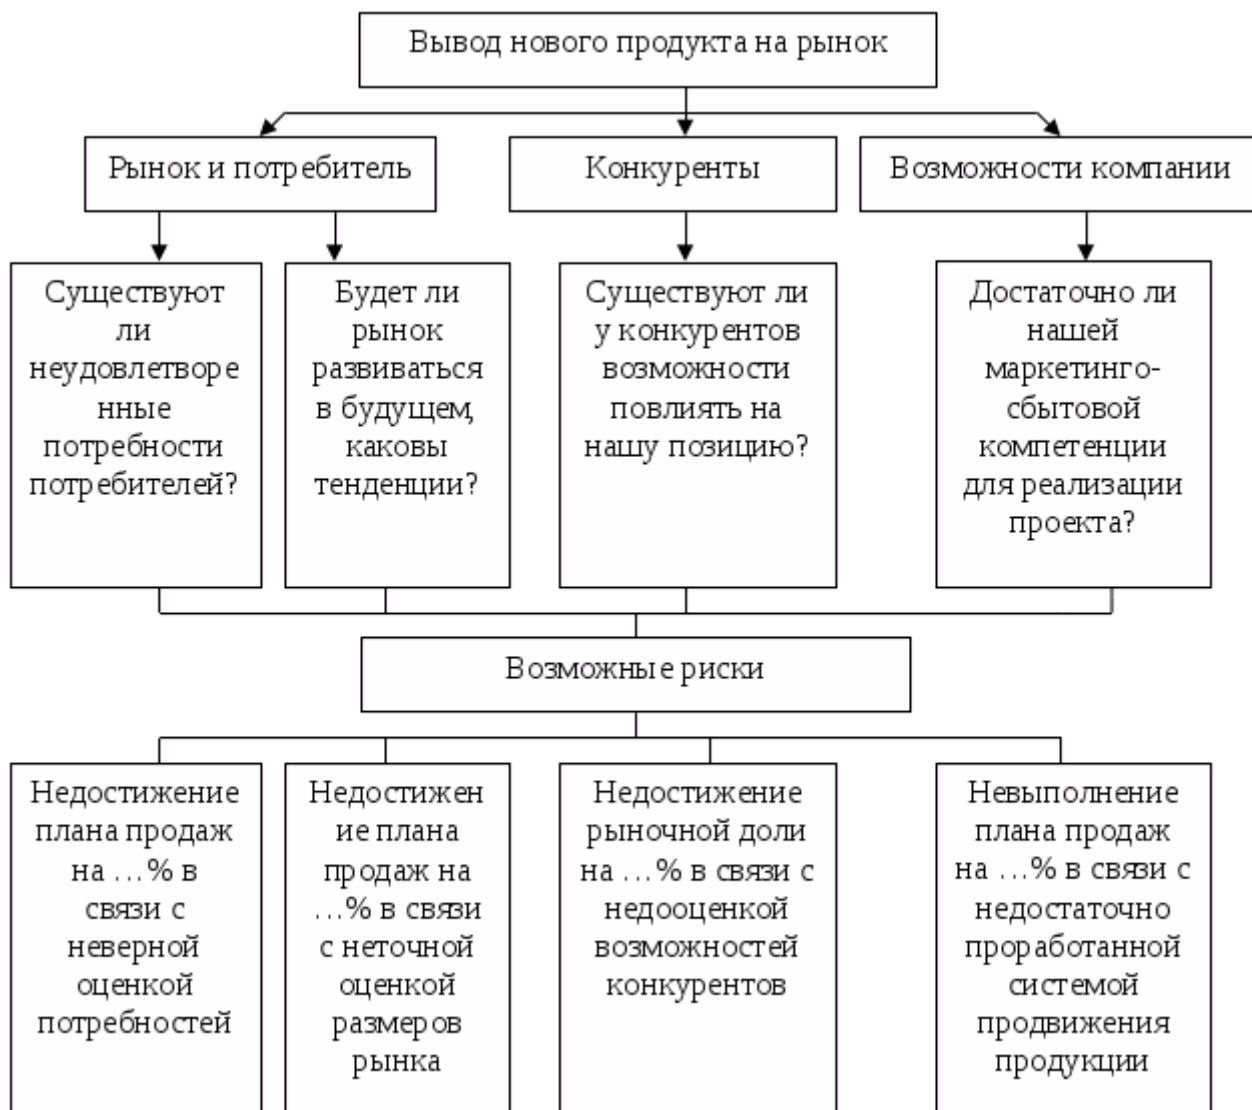 Вывод нового продукта на рынок
Рынок и потребитель
Конкуренты
Возможности компании
Существуют
ли
неудовлетворе
нные
потребности
потребителей?
Будет ли
рынок
развиваться
в будущем,
каковы
тенденции?
Существуют ли
у конкурентов
возможности
повлиять на
нашу позицию?
Достаточно ли
нашей
маркетинго-
сбытовой
компетенции
для реализации
проекта?
Возможные риски
Недостижение
плана продаж
на ...% в
связи с
неверной
оценкой
потребностей
Недостижен
ие плана
продаж на
...% в связи
с неточной
оценкой
размеров
рынка
Недостижение
рыночной доли
на ...% в связи с
недооценкой
возможностей
конкурентов
Невыполнение
плана продаж
на ...% в связи с
недостаточно
проработанной
системой
продвижения
продукции